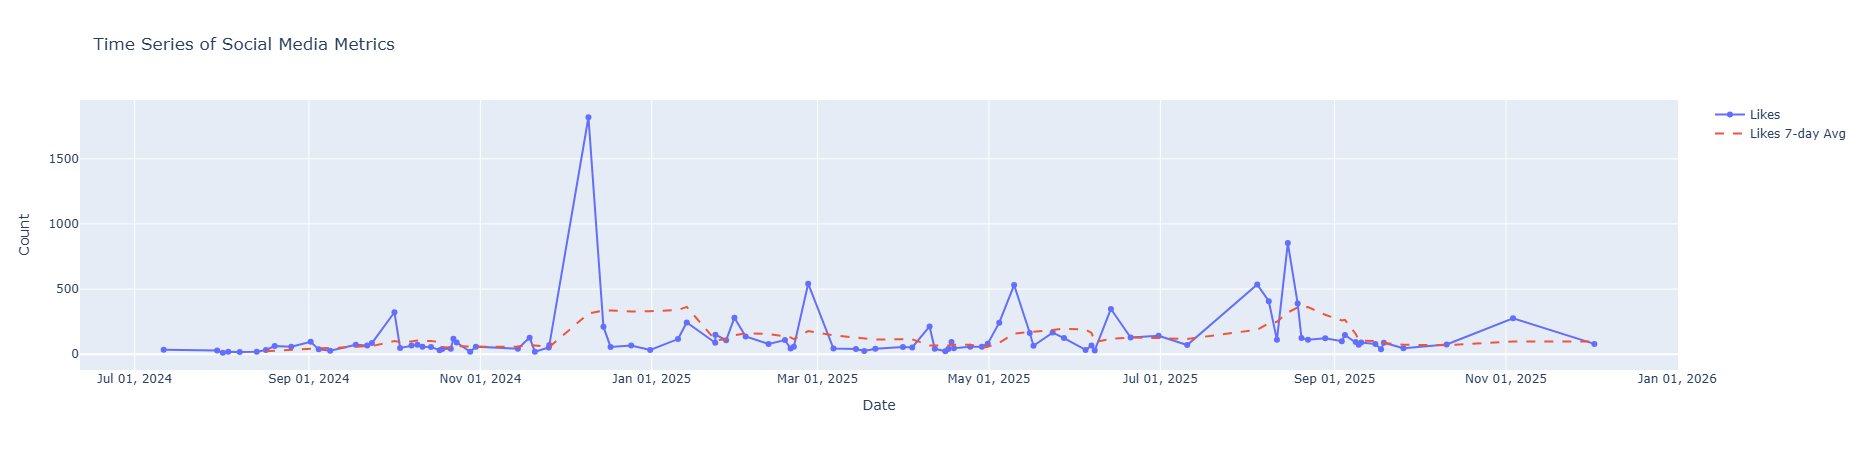 Time Series of Social Media Metrics
Likes
Likes 7-day Avg
1500
1000
500
0
Count
Jul 01, 2024
Sep 01, 2024
Nov 01, 2024
Jan 01, 2025
Mar 01, 2025
May 01, 2025
Jul 01, 2025
Sep 01, 2025
Nov 01, 2025
Jan 01, 2026
Date